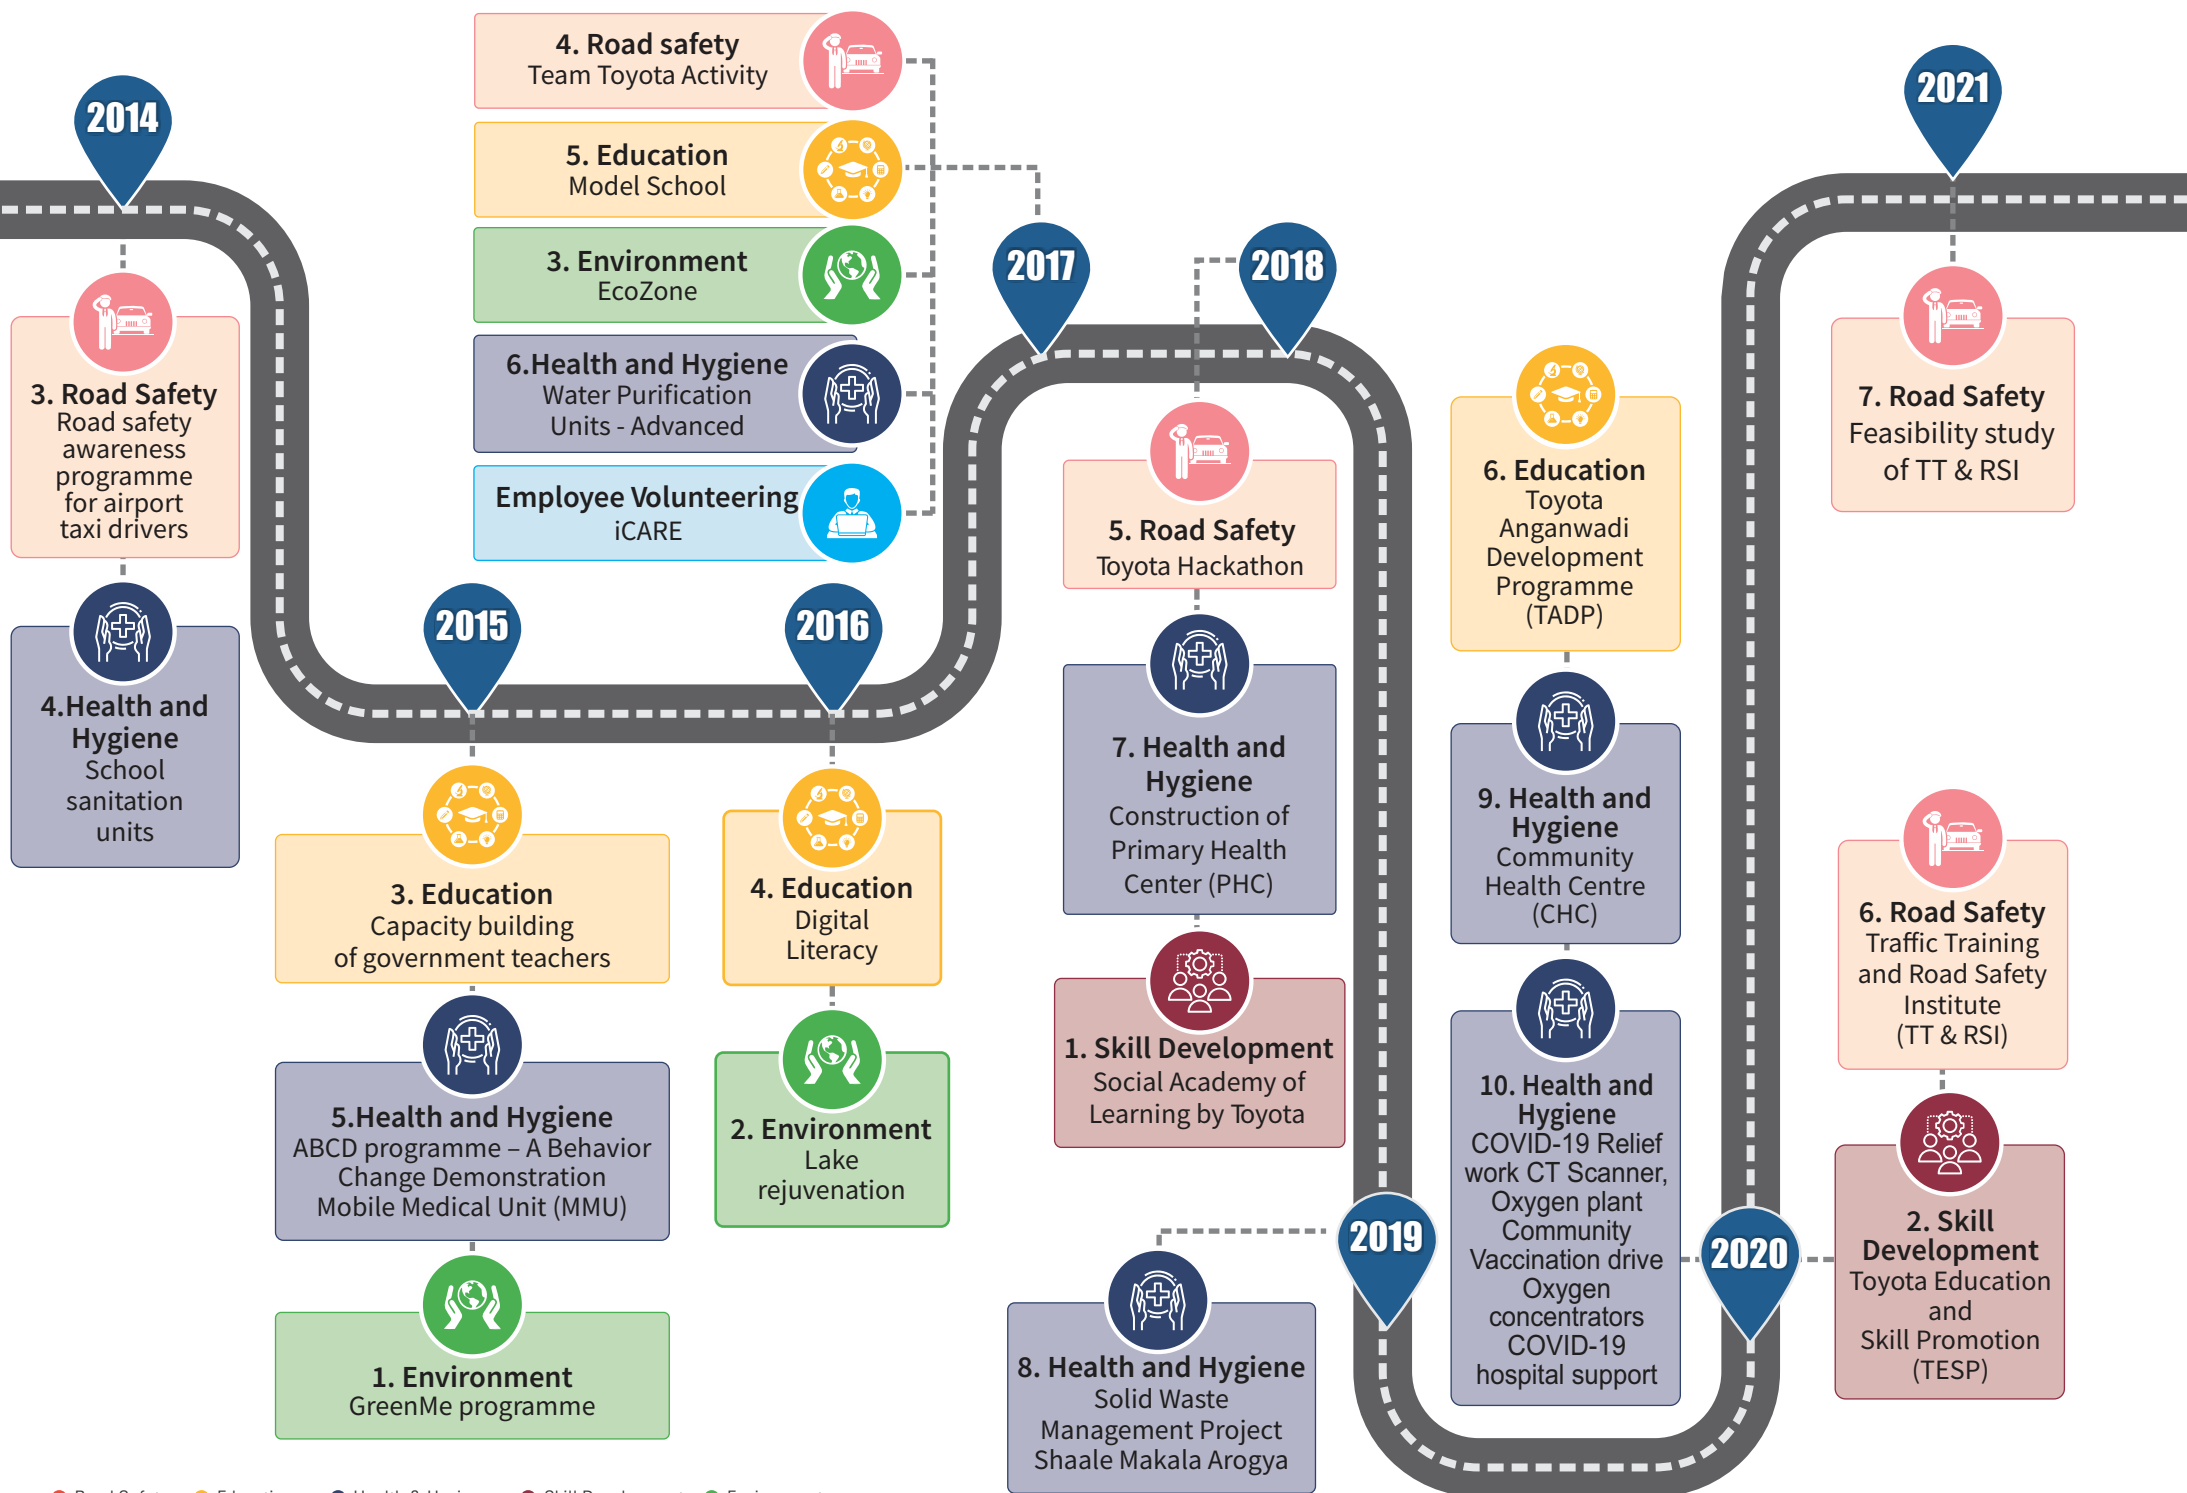 2014
3. Road Safety
Road safety
awareness
programme
for airport
taxi drivers
4.Health and
Hygiene
School
sanitation
units
2015
3. Education
Capacity building
of government teachers
5.Health and Hygiene
ABCD programme – A Behavior
Change Demonstration
Mobile Medical Unit (MMU)
1. Environment
GreenMe programme
2016
4. Education
Digital
Literacy
2. Environment
Lake
rejuvenation
4. Road safety
Team Toyota Activity
5. Education
Model School
3. Environment
EcoZone
6.Health and Hygiene
Water Purification
Units - Advanced
Employee Volunteering
iCARE
2017
2018
5. Road Safety
Toyota Hackathon
7. Health and
Hygiene
Construction of
Primary Health
Center (PHC)
1. Skill Development
Social Academy of
Learning by Toyota
2019
8. Health and Hygiene
Solid Waste
Management Project
Shaale Makala Arogya
6. Education
Toyota
Anganwadi
Development
Programme
(TADP)
9. Health and
Hygiene
Community
Health Centre
(CHC)
10. Health and
Hygiene
COVID-19 Relief
work CT Scanner,
Oxygen plant
Community
Vaccination drive
Oxygen
concentrators
COVID-19
hospital support
2020
6. Road Safety
Traffic Training
and Road Safety
Institute
(TT & RSI)
2. Skill
Development
Toyota Education
and
Skill Promotion
(TESP)
2021
7. Road Safety
Feasibility study
of TT & RSI